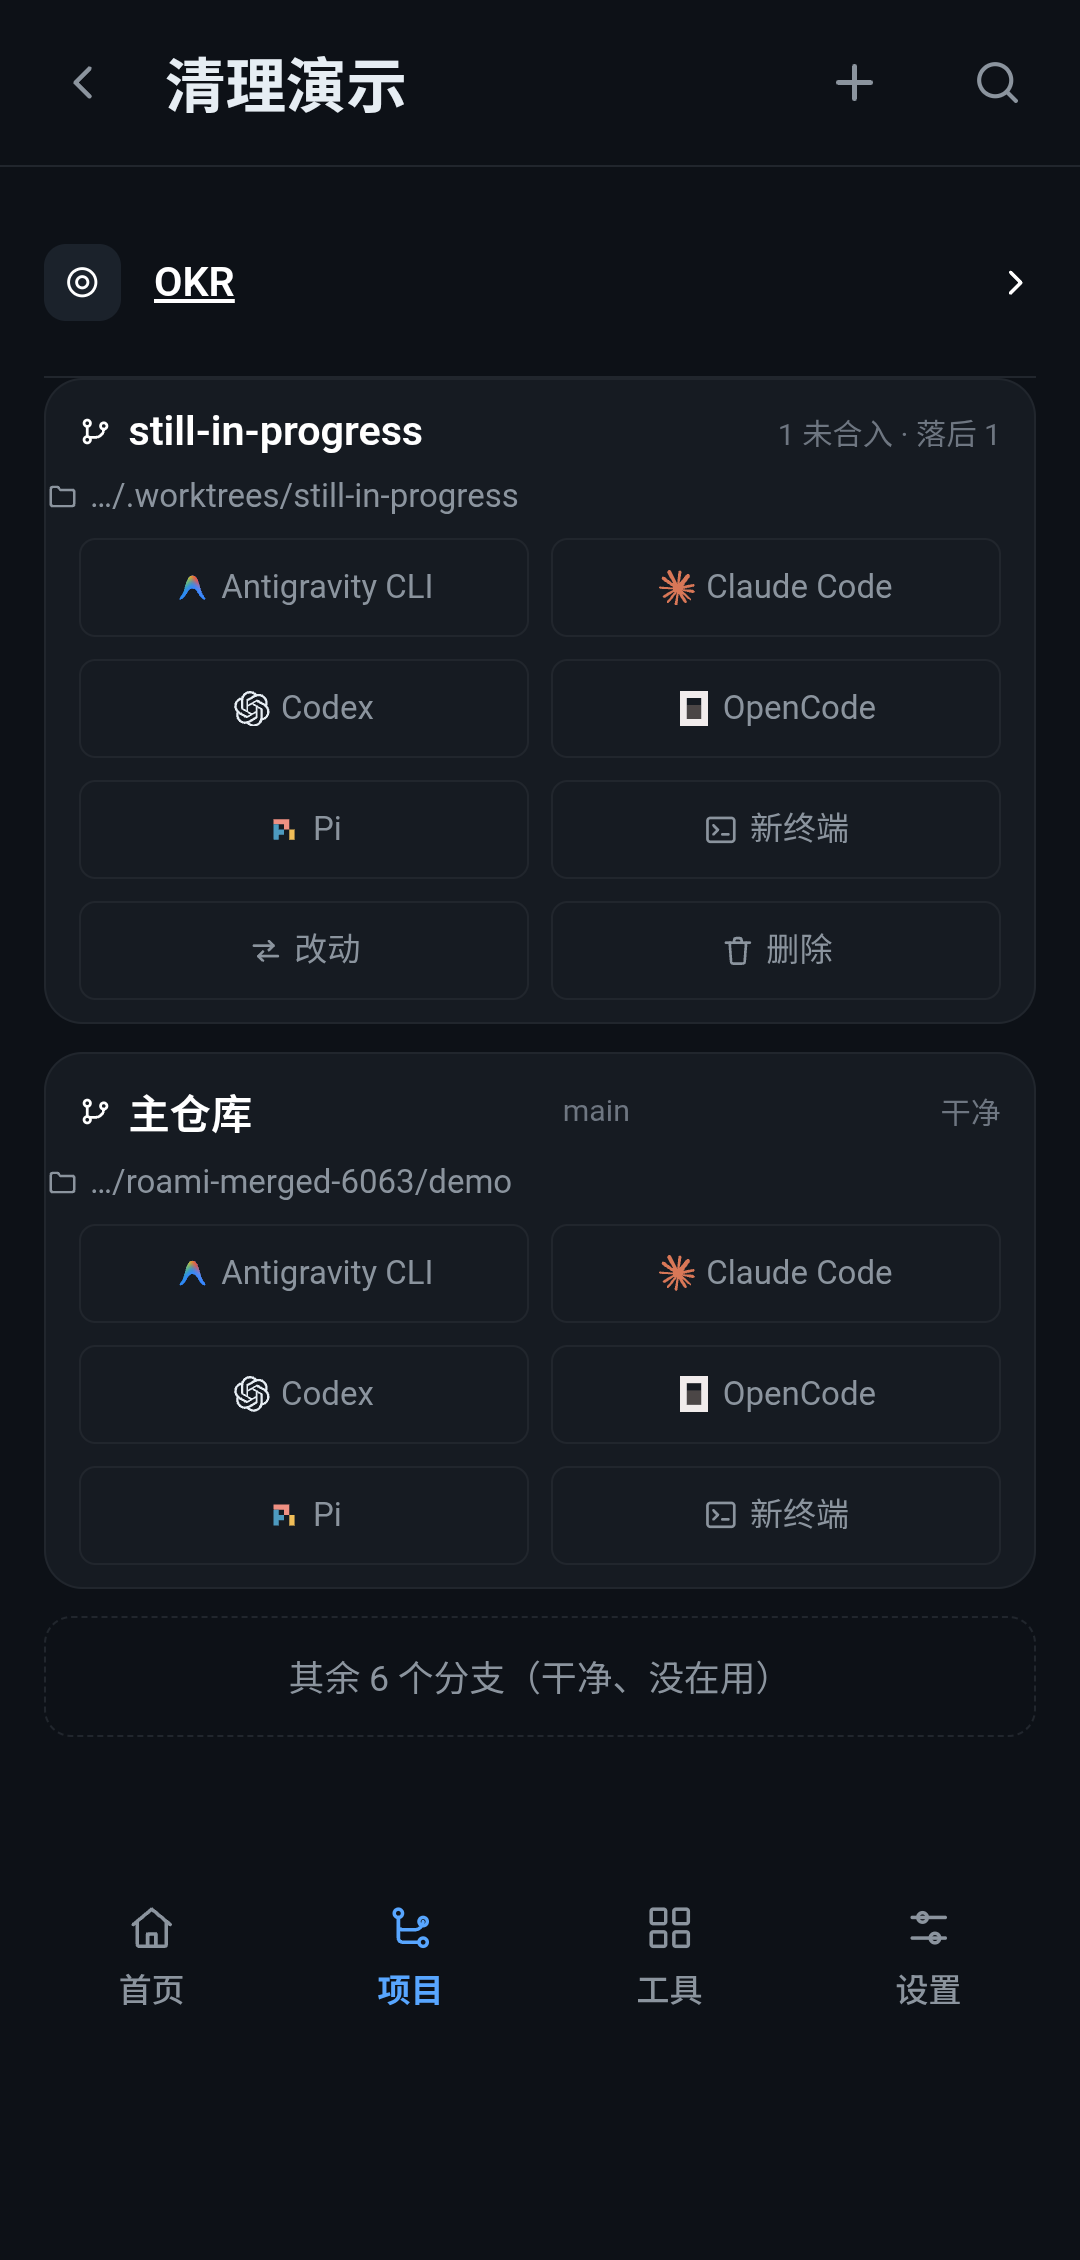 清理演示
OKR
still-in-progress 1 未合入 · 落后 1
.../.worktrees/still-in-progress
Antigravity CLI Claude Code
Codex OpenCode
Pi 新终端
改动 删除
主仓库 main 干净
.../roami-merged-6063/demo
Antigravity CLI Claude Code
Codex OpenCode
Pi 新终端
其余 6 个分支（干净、没在用）
首页 项目 工具 设置